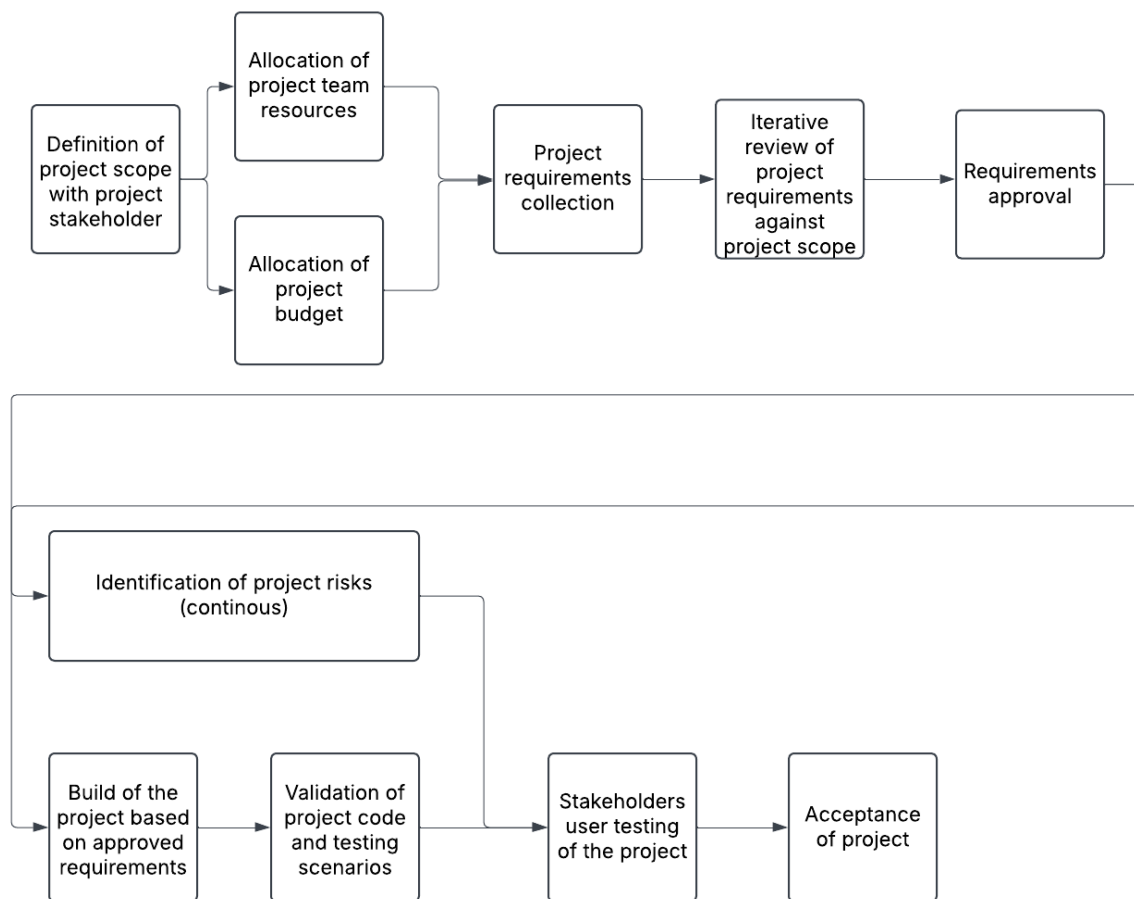 Definition of
project scope
with project
stakeholder
Allocation of
project team
resources
Allocation of
project
budget
Project
requirements
collection
Iterative
review of
project
requirements
against
project scope
Requirements
approval
Identification of project risks
(continous)
Build of the
project based
on approved
requirements
Validation of
project code
and testing
scenarios
Stakeholders
user testing
of the project
Acceptance
of project